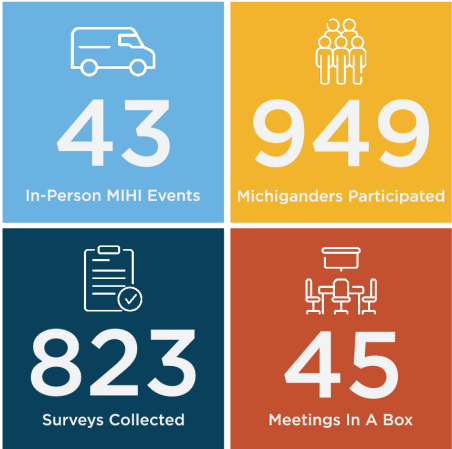 43
In-Person MIHI Events
949
Michiganders Participated
823
Surveys Collected
45
Meetings In A Box